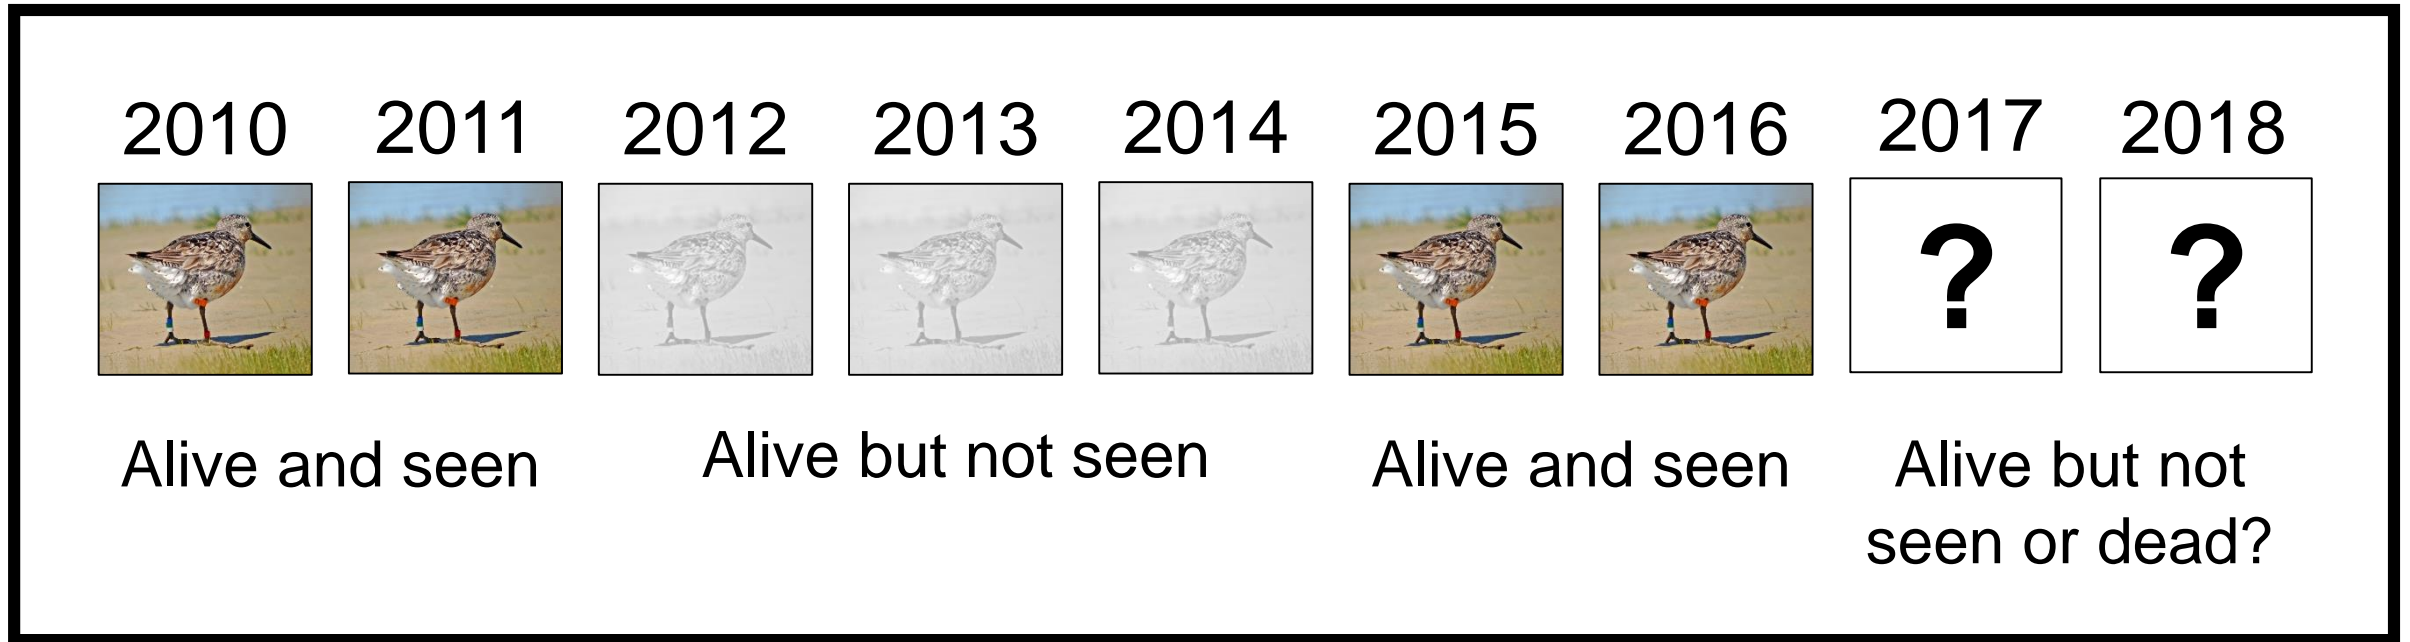 2010 2011 2012 2013 2014 2015 2016 2017 2018
? ?
Alive and seen Alive but not seen Alive and seen Alive but not
seen or dead?